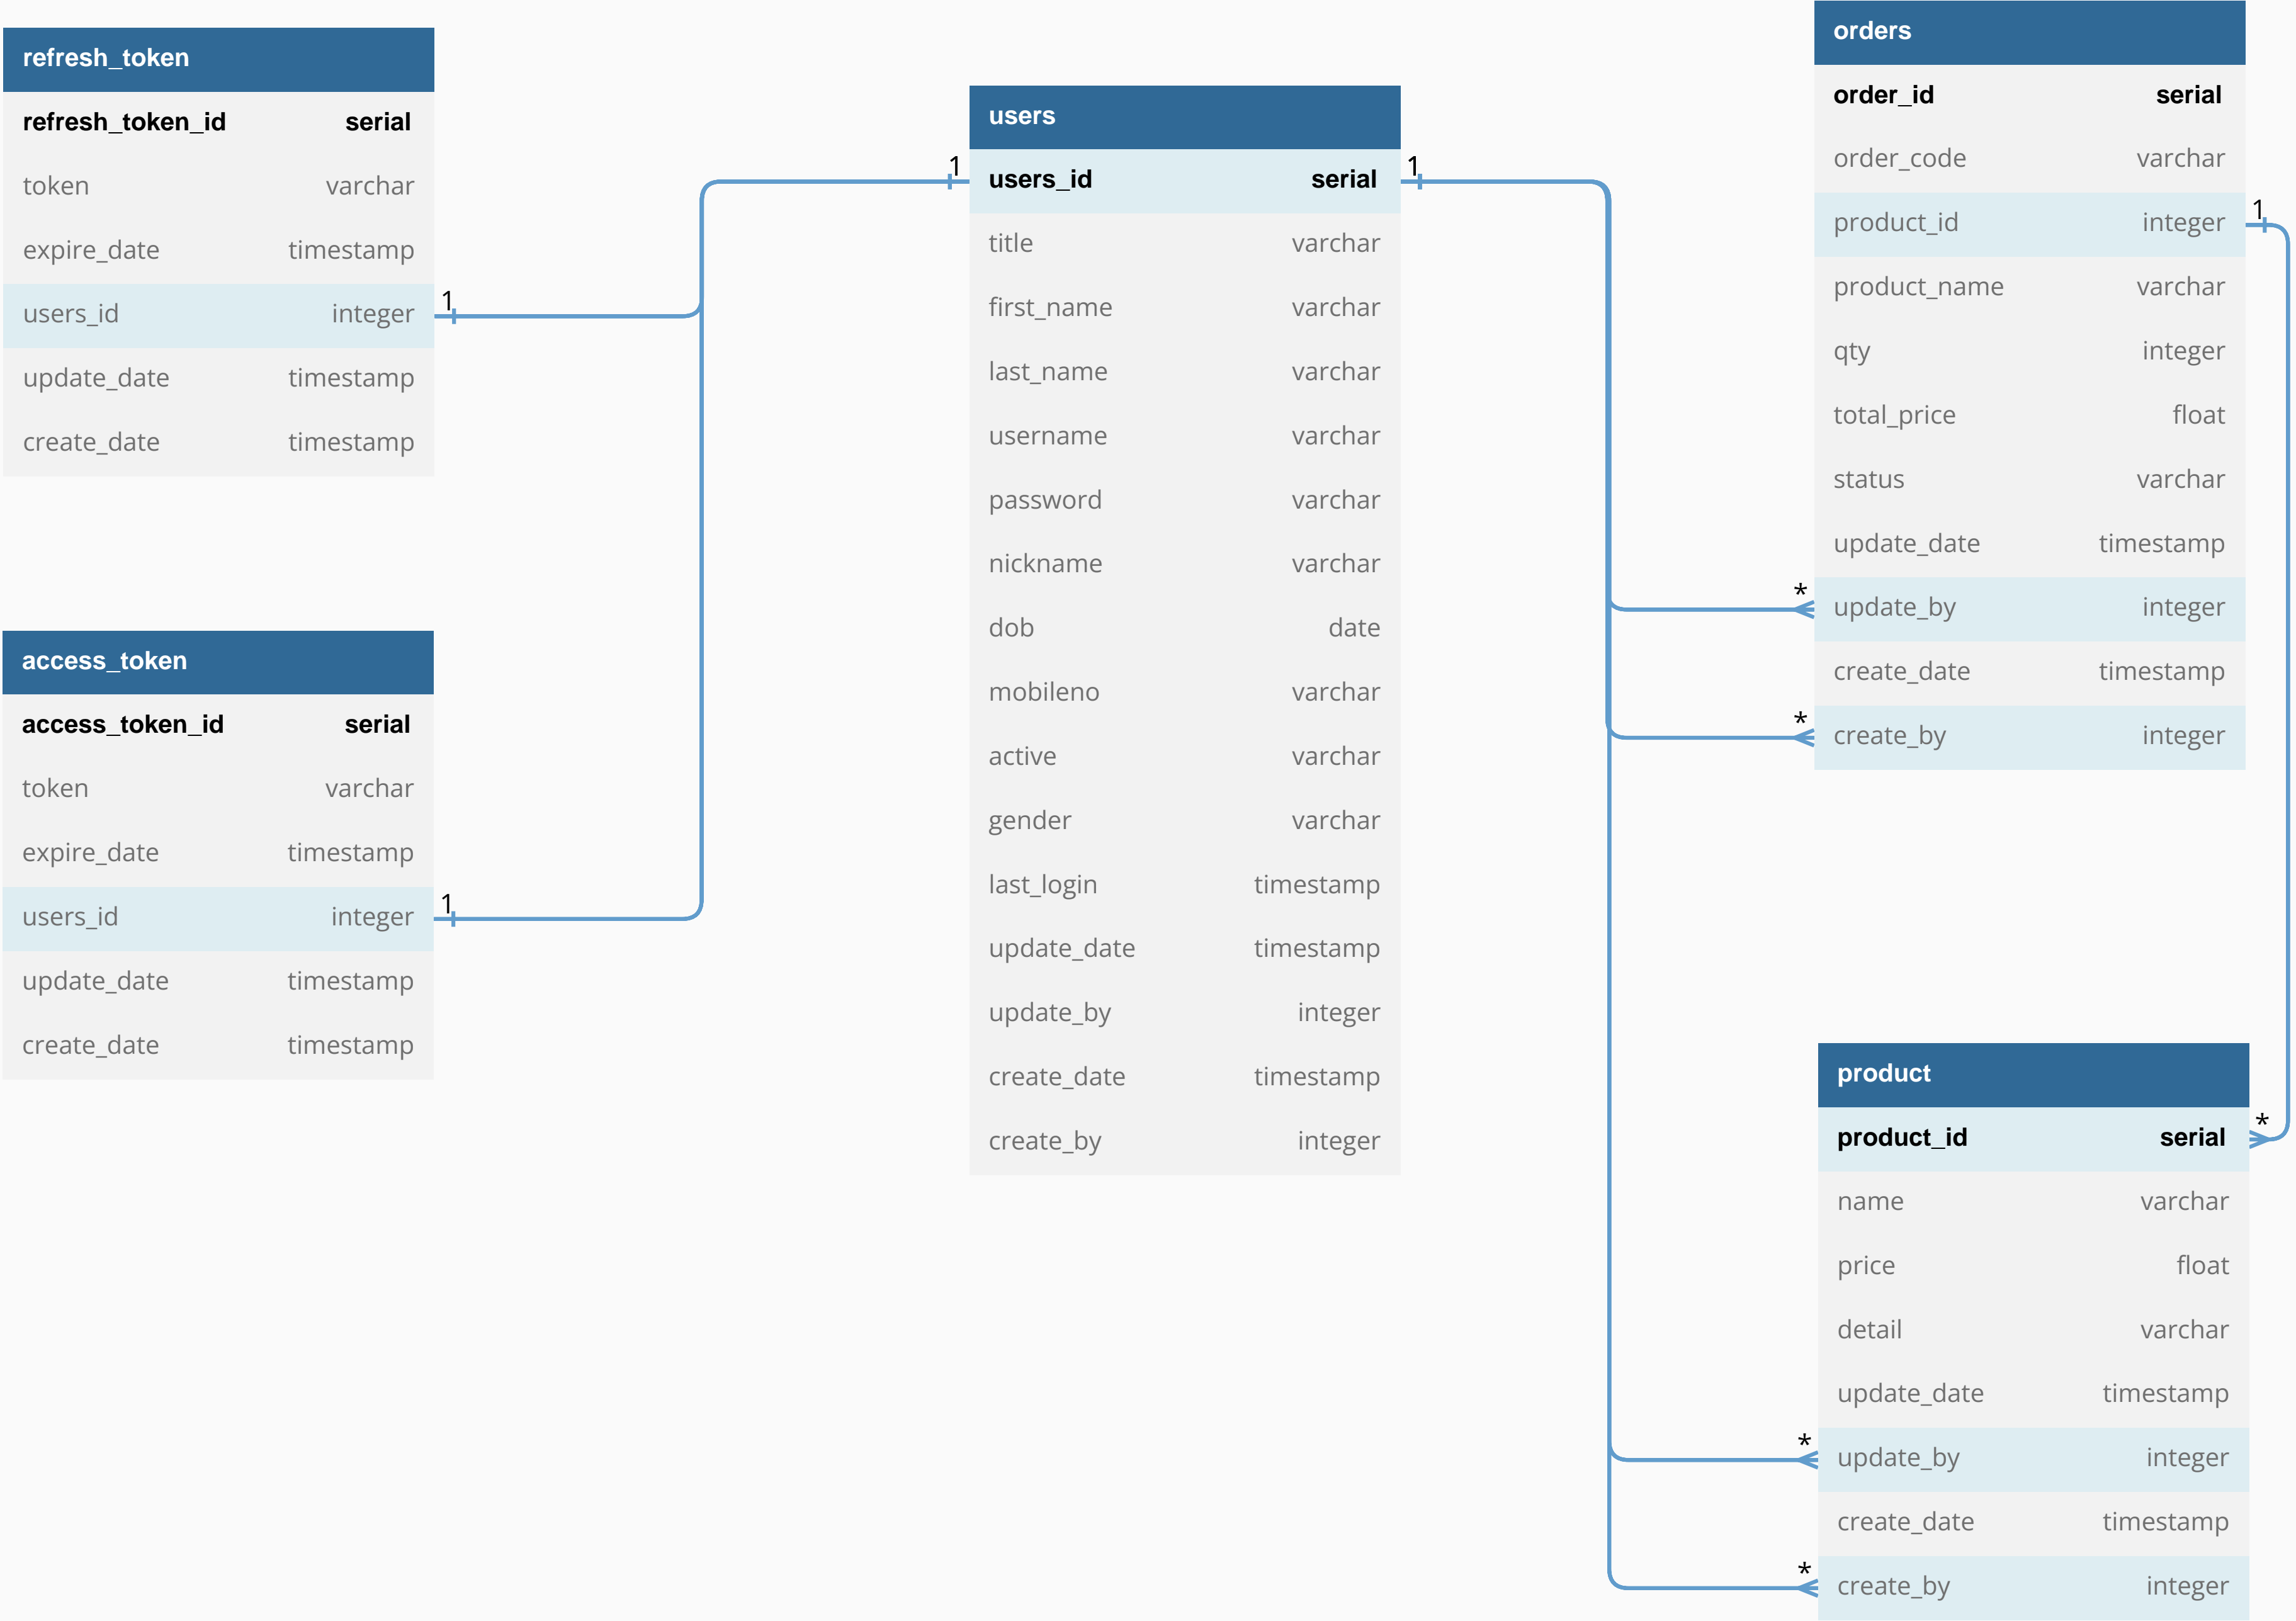 refresh_token
refresh_token_id serial
token varchar
expire_date timestamp
users_id integer 1
update_date timestamp
create_date timestamp
access_token
access_token_id serial
token varchar
expire_date timestamp
users_id integer 1
update_date timestamp
create_date timestamp
users
1 users_id serial 1
title varchar
first_name varchar
last_name varchar
username varchar
password varchar
nickname varchar
dob date
mobileno varchar
active varchar
gender varchar
last_login timestamp
update_date timestamp
update_by integer
create_date timestamp
create_by integer
orders
order_id serial
order_code varchar
product_id integer 1
product_name varchar
qty integer
total_price float
status varchar
update_date timestamp
* update_by integer
create_date timestamp
* create_by integer
product
product_id serial *
name varchar
price float
detail varchar
update_date timestamp
* update_by integer
create_date timestamp
* create_by integer